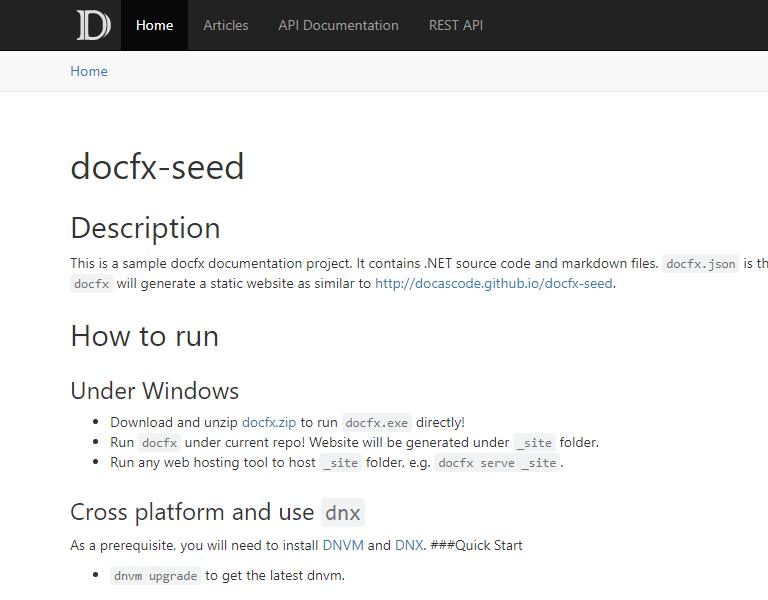 D Home Articles API Documentation REST API
Home
docfx-seed
Description
This is a sample docfx documentation project. It contains .NET source code and markdown files. docfx.json is th
docfx will generate a static website as similar to http://docascode.github.io/docfx-seed.
How to run
Under Windows
• Download and unzip docfx.zip to run docfx.exe directly!
• Run docfx under current repo! Website will be generated under _site folder.
• Run any web hosting tool to host _site folder, e.g. docfx serve _site.
Cross platform and use dnx
As a prerequisite, you will need to install DNVM and DNX. ###Quick Start
• dnvm upgrade to get the latest dnvm.